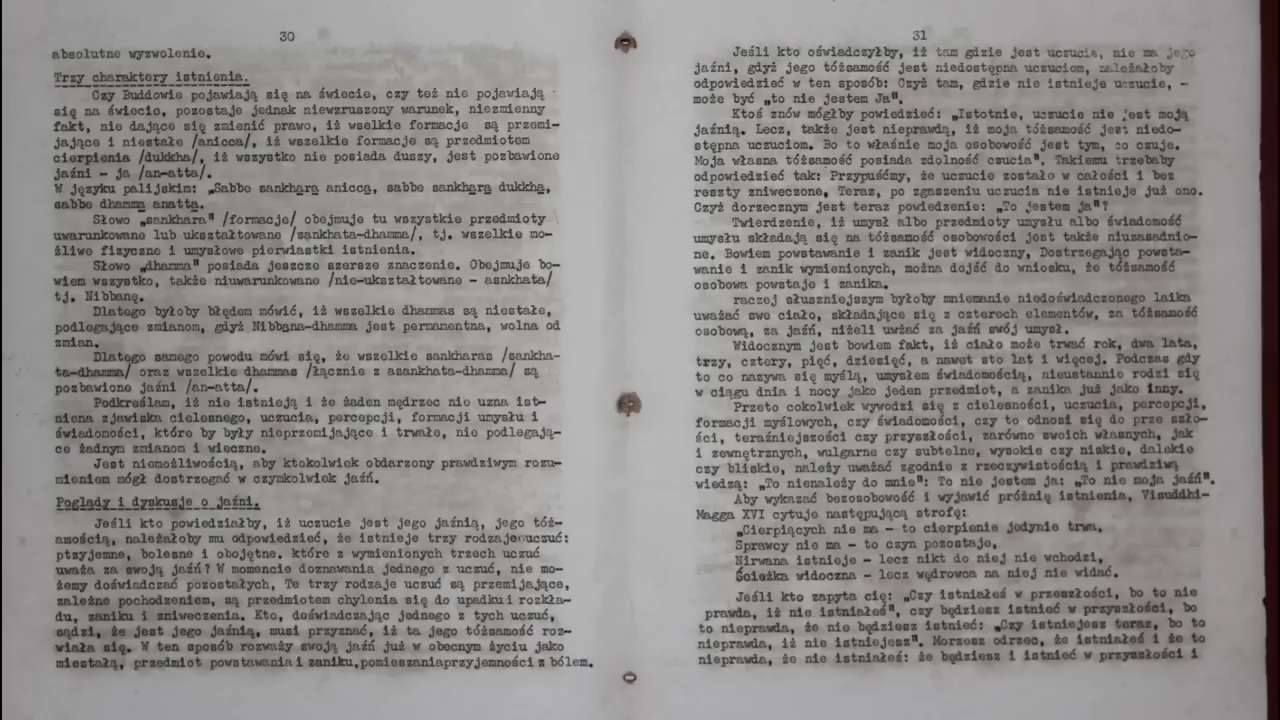 30
absolutne wyzwolenie.
Trzy charaktery istnienia.
Czy Buddowie pojawiają się na świecie, czy też nie pojawiają
się na świecie, pozostaje jednak niewzruszony warunek, niezmienny
fakt, nie dające się zmienić prawo, iż wselkie formacje są przemi-
jające i niestałe /anicca/, iż wszelkie formacje są przedmiotem
cierpienia /dukkha/, iż wszystko nie posiada duszy, jest pozbawione
jaźni - ja /an-atta/.
W języku palijskim: „Sabbe sankhara anicca, sabbe sankhara dukkha,
sabbe dhamma anatta.
Słowo „sankhara" /formacje/ obejmuje tu wszystkie przedmioty
uwarunkowane lub ukształtowane /sankhata-dhamma/, tj. wszelkie mo-
żliwe fizyczne i umysłowe pierwiastki istnienia.
Słowo „dhamma" posiada jeszcze szersze znaczenie. Obejmuje bo-
wiem wszystko, także niuwarunkowane /nie-ukształtowane - asnkhata/
tj. Nibbanę.
Dlatego byłoby błędem mówić, iż wszelkie dhammas są niestałe,
podlegające zmianom, gdyż Nibbana-dhamma jest permamentna, wolna od
zmian.
Dlatego samego powodu mówi się, że wszelkie sankharas /sankha-
ta-dhamma/ oraz wszelkie dhammas /łącznie z asankhata-dhamma/ są
pozbawione jaźni /an-atta/.
Podkreślam, iż nie istnieją i że żaden mędrzec nie uzna ist-
niena zjawiska cielesnego, uczucia, percepcji, formacji umysłu i
świadomości, które by były nieprzemijające i trwałe, nie podlegają-
ce żadnym zmianom i wieczne.
Jest niemożliwością, aby ktokolwiek obdarzony prawdziwym rozu-
mieniem mógł dostrzegać w czymkolwiek jaźń.
Poglądy i dyskusje o jaźni.
Jeśli kto powiedziałby, iż uczucie jest jego jaźnią, jego tóż-
amością, należałoby mu odpowiedzieć, że istnieje trzy rodzaje uczuć:
ptzyjemne, bolesne i obojętne. które z wymienionych trzech uczuć
uważa za swoją jaźń? W momencie doznawania jednego z uczuć, nie mo-
żemy doświadczać pozostałych, Te trzy rodzaje uczuć są przemijające,
zależne pochodzeniem, są przedmiotem chylenia się do upadku i rozkła-
du, zaniku i zniweczenia. Kto, doświadczając jednego z tych uczuć,
sądzi, że jest jego jaźnią, musi przyznać, iż ta jego tóżsamość roz-
wiała się. W ten sposób rozważy swoją jaźń już w obecnym życiu jako
miestałą, przedmiot powstawania i zaniku,pomieszania przyjemności z bólem.
31
Jeśli kto oświadczyłby, iż tam gdzie jest uczucie, nie ma jego
jaźni, gdyż jego tóżsamość jest niedostępna uczuciom, należałoby
odpowiedzieć w ten sposób: Czyż tam, gdzie nie istnieje uczucie, -
może być „to nie jestem Ja".
Ktoś znów mógłby powiedzieć: „Istotnie, uczucie nie jest moją
jaźnią. Lecz, także jest nieprawdą, iż moja tóżsamość jest niedo-
stępna uczuciom. Bo to właśnie moja osobowość jest tym, co czuje.
Moja własna tóżsamość posiada zdolność czucia". Takiemu trzebaby
odpowiedzieć tak: Przypuśćmy, że uczucie zostało w całości i bez
reszty zniweczone. Teraz, po zgaszeniu uczucia nie istnieje już ono.
Czyż dorzecznym jest teraz powiedzenie: „To jestem ja"?
Twierdzenie, iż umysł albo przedmioty umysłu albo świadomość
umysłu składają się na tóżsamość osobowości jest także niuzasadnio-
ne. Bowiem powstawanie i zanik jest widoczny, Dostrzegając powsta-
wanie i zanik wymienionych, można dojść do wniosku, że tóżsamość
osobowa powstaje i zanika.
raczej słuszniejszym byłoby mniemanie niedoświadczonego laika
uważać swe ciało, składające się z czterech elementów, za tóżsamość
osobową, za jaźń, niżeli uwżać za jaźń swój umysł.
Widocznym jest bowiem fakt, iż ciało może trwać rok, dwa lata,
trzy, cztery, pięć, dziesięć, a nawet sto lat i więcej. Podczas gdy
to co nazywa się myślą, umysłem świadomością, nieustannie rodzi się
w ciągu dnia i nocy jako jeden przedmiot, a zanika już jako inny.
Przeto cokolwiek wywodzi się z cielesności, uczucia, percepcji,
formacji myślowych, czy świadomości, czy to odnosi się do prze szło-
ści, teraźniejszości czy przyszłości, zarówno swoich własnych, jak
i zewnętrznych, wulgarne czy subtelne, wysokie czy niskie, dalekie
czy bliskie, należy uważać zgodnie z rzeczywistością i prawdziwą
wiedzą: „To nienależy do mnie": To nie jestem ja: „To nie moja jaźń".
Aby wykazać bezosobowość i wyjawić próżnię istnienia, Visuddhi-
Magga XVI cytuje następującą strofę:
„Cierpiących nie ma - to cierpienie jedynie trwa,
Sprawcy nie ma - to czyn pozostaje,
Nirwana istnieje - lecz nikt do niej nie wchodzi,
Ścieżka widoczna - lecz wędrowca na niej nie widać.
Jeśli kto zapyta cię: „Czy istniałeś w przeszłości, bo to nie
prawda, iż nie istniałeś", czy będziesz istnieć w przyszłości, bo
to nieprawda, że nie będziesz istnieć: „Czy istniejesz teraz, bo to
nieprawda, iż nie istniejesz". Morzesz odrzec, że istniałeś i że to
nieprawda, że nie istniałeś: że będziesz i istnieć w przyszłości i